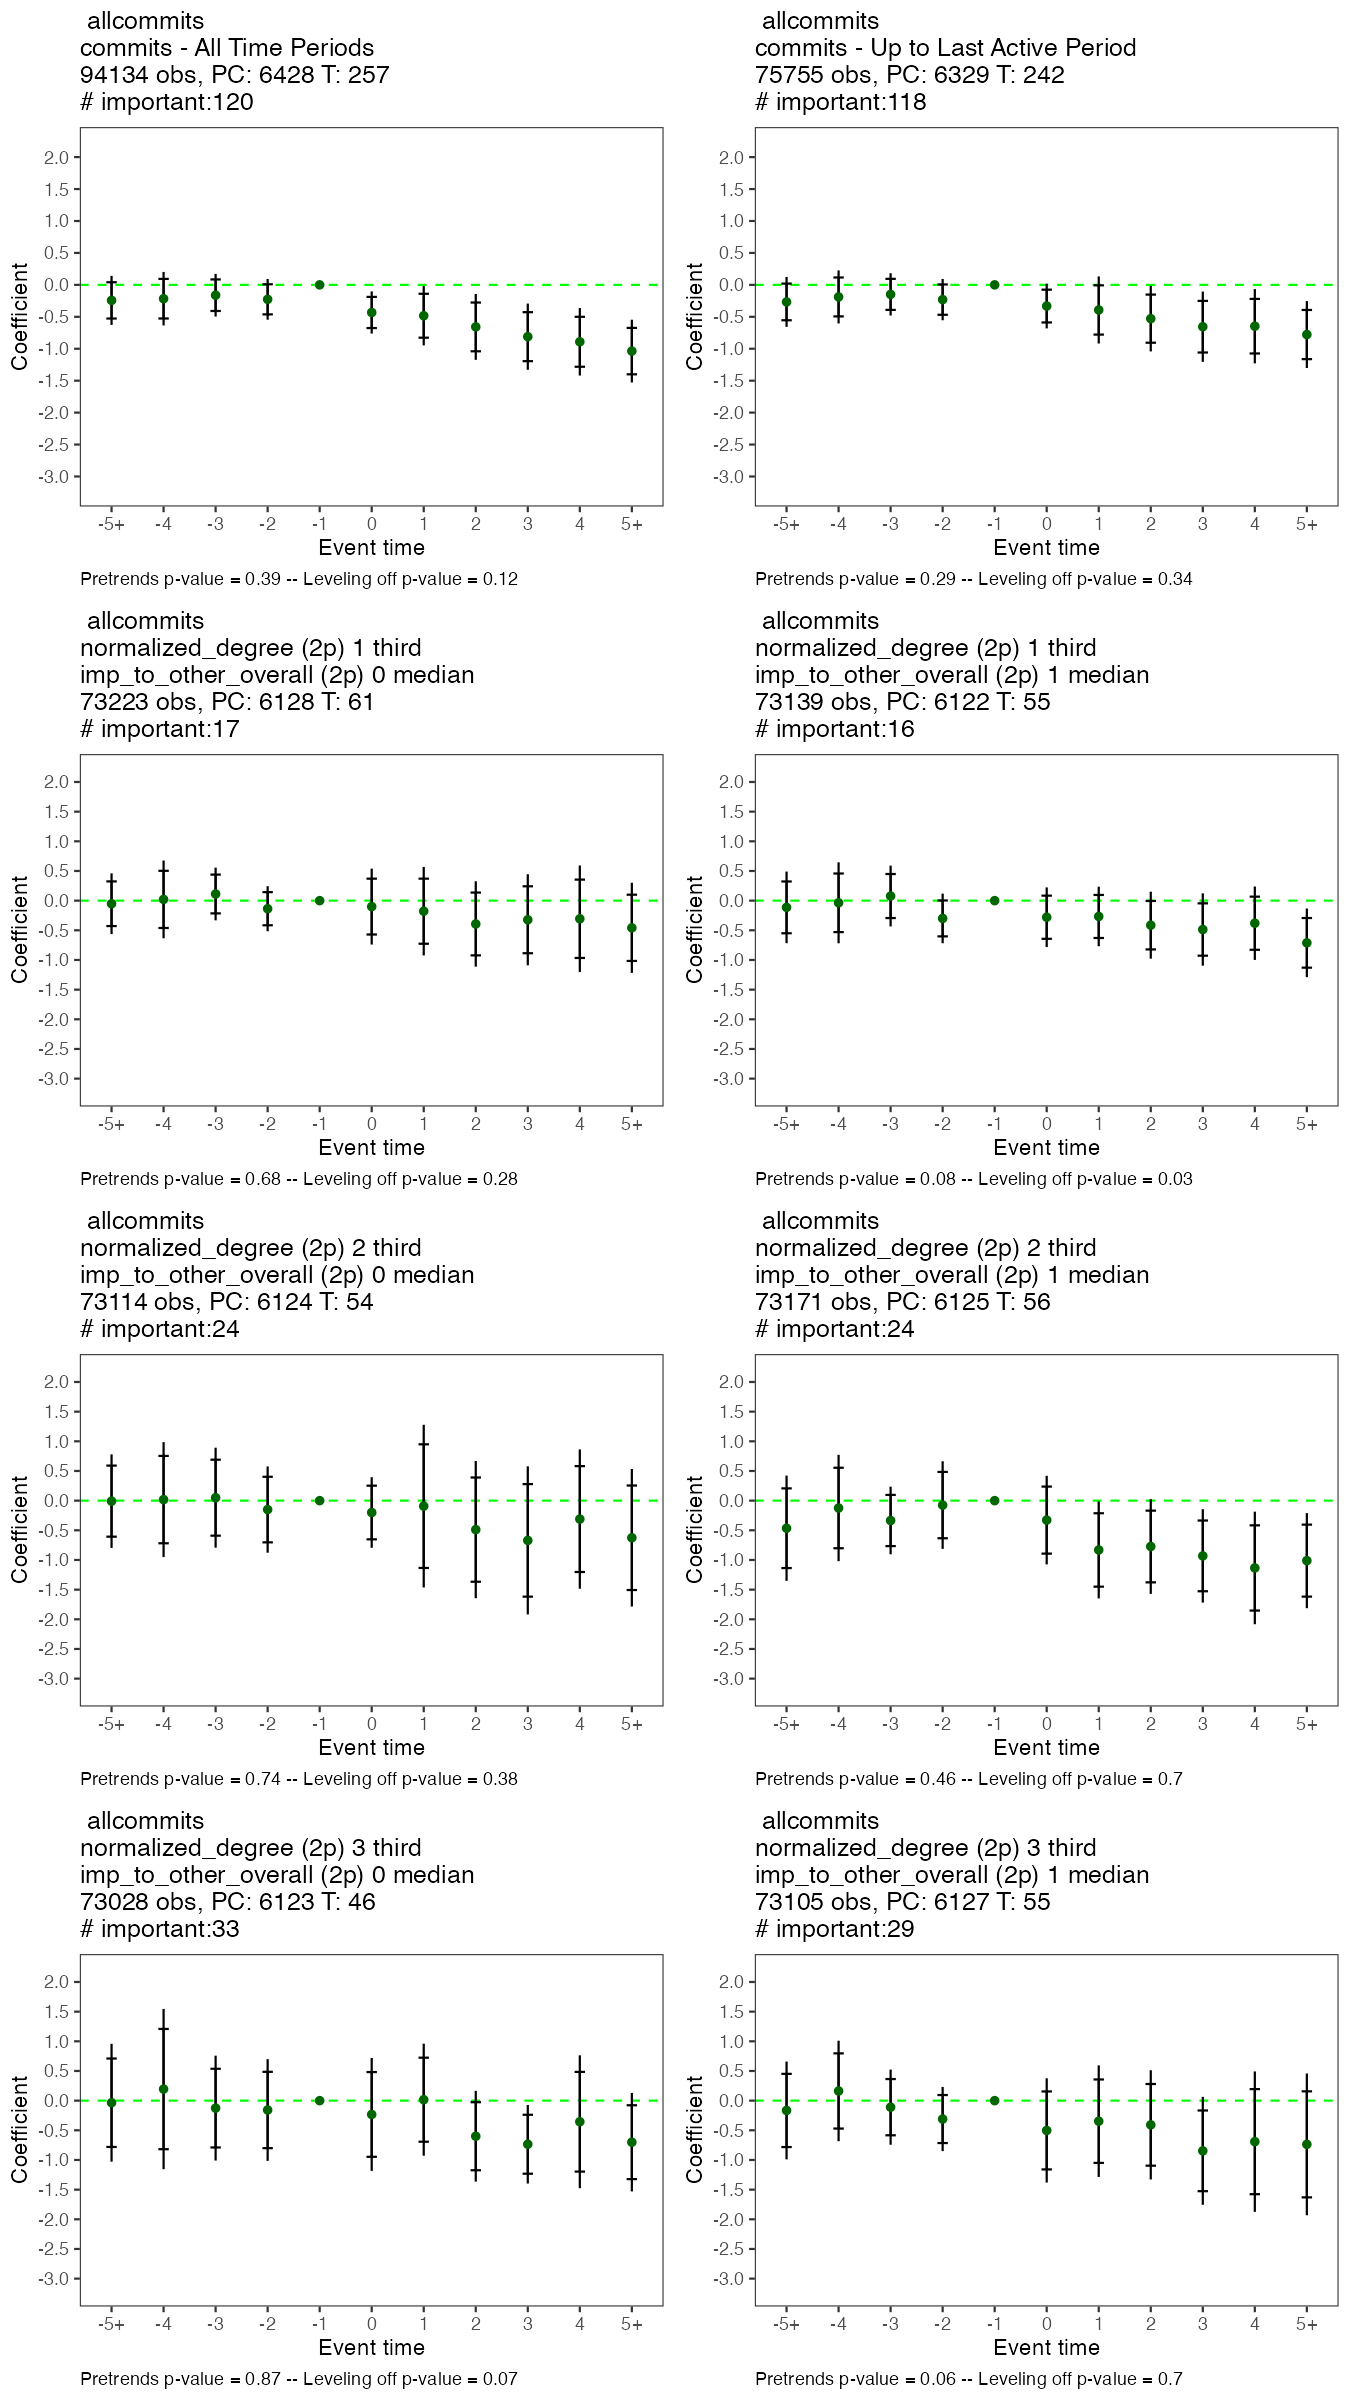 allcommits
commits - All Time Periods
94134 obs, PC: 6428 T: 257
# important:120
2.0
1.5
1.0
0.5
0.0
-0.5
-1.0
-1.5
-2.0
-2.5
-3.0
Coefficient
-5+ -4 -3 -2 -1 0 1 2 3 4 5+
Event time
Pretrends p-value = 0.39 -- Leveling off p-value = 0.12
allcommits
commits - Up to Last Active Period
75755 obs, PC: 6329 T: 242
# important:118
2.0
1.5
1.0
0.5
0.0
-0.5
-1.0
-1.5
-2.0
-2.5
-3.0
Coefficient
-5+ -4 -3 -2 -1 0 1 2 3 4 5+
Event time
Pretrends p-value = 0.29 -- Leveling off p-value = 0.34
allcommits
normalized_degree (2p) 1 third
imp_to_other_overall (2p) 0 median
73223 obs, PC: 6128 T: 61
# important:17
2.0
1.5
1.0
0.5
0.0
-0.5
-1.0
-1.5
-2.0
-2.5
-3.0
Coefficient
-5+ -4 -3 -2 -1 0 1 2 3 4 5+
Event time
Pretrends p-value = 0.68 -- Leveling off p-value = 0.28
allcommits
normalized_degree (2p) 1 third
imp_to_other_overall (2p) 1 median
73139 obs, PC: 6122 T: 55
# important:16
2.0
1.5
1.0
0.5
0.0
-0.5
-1.0
-1.5
-2.0
-2.5
-3.0
Coefficient
-5+ -4 -3 -2 -1 0 1 2 3 4 5+
Event time
Pretrends p-value = 0.08 -- Leveling off p-value = 0.03
allcommits
normalized_degree (2p) 2 third
imp_to_other_overall (2p) 0 median
73114 obs, PC: 6124 T: 54
# important:24
2.0
1.5
1.0
0.5
0.0
-0.5
-1.0
-1.5
-2.0
-2.5
-3.0
Coefficient
-5+ -4 -3 -2 -1 0 1 2 3 4 5+
Event time
Pretrends p-value = 0.74 -- Leveling off p-value = 0.38
allcommits
normalized_degree (2p) 2 third
imp_to_other_overall (2p) 1 median
73171 obs, PC: 6125 T: 56
# important:24
2.0
1.5
1.0
0.5
0.0
-0.5
-1.0
-1.5
-2.0
-2.5
-3.0
Coefficient
-5+ -4 -3 -2 -1 0 1 2 3 4 5+
Event time
Pretrends p-value = 0.46 -- Leveling off p-value = 0.7
allcommits
normalized_degree (2p) 3 third
imp_to_other_overall (2p) 0 median
73028 obs, PC: 6123 T: 46
# important:33
2.0
1.5
1.0
0.5
0.0
-0.5
-1.0
-1.5
-2.0
-2.5
-3.0
Coefficient
-5+ -4 -3 -2 -1 0 1 2 3 4 5+
Event time
Pretrends p-value = 0.87 -- Leveling off p-value = 0.07
allcommits
normalized_degree (2p) 3 third
imp_to_other_overall (2p) 1 median
73105 obs, PC: 6127 T: 55
# important:29
2.0
1.5
1.0
0.5
0.0
-0.5
-1.0
-1.5
-2.0
-2.5
-3.0
Coefficient
-5+ -4 -3 -2 -1 0 1 2 3 4 5+
Event time
Pretrends p-value = 0.06 -- Leveling off p-value = 0.7